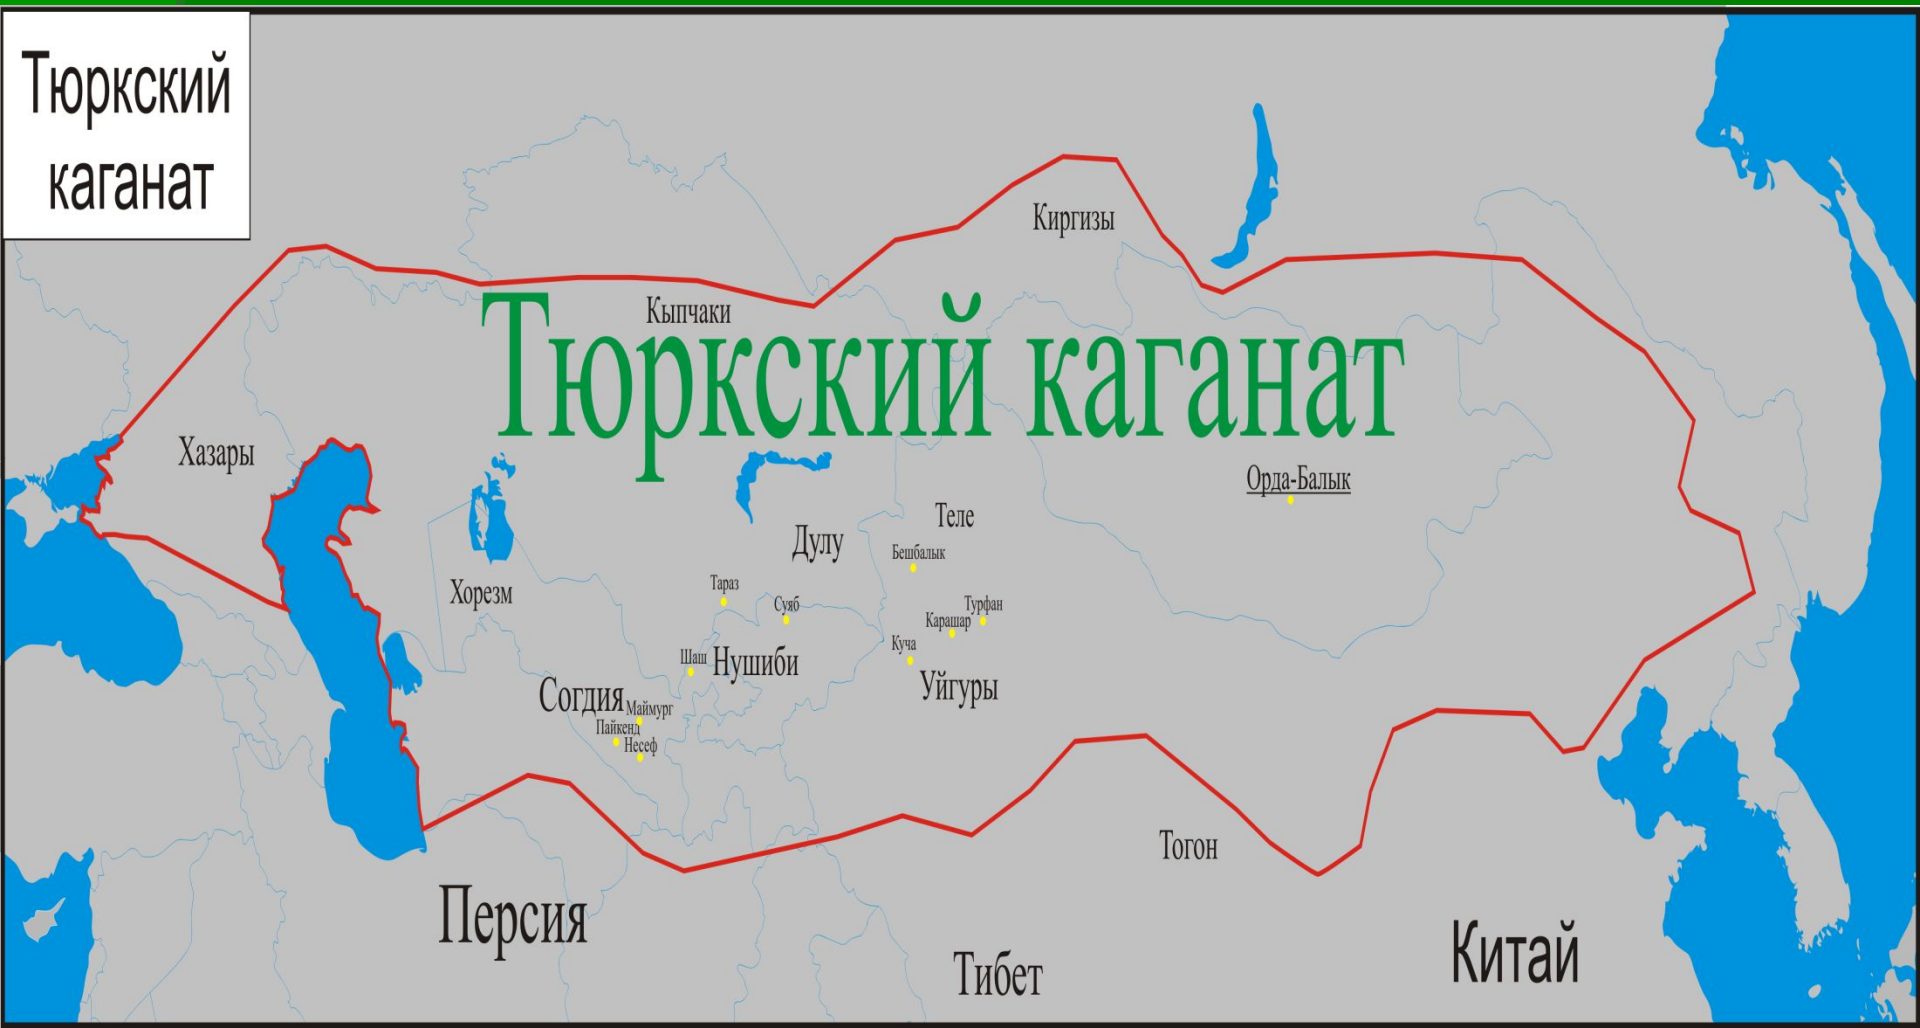 Тюркский
каганат
Киргизы
Кыпчаки
Тюркский каганат
Хазары
Орда-Балык
Теле
Дулу
Бешбалык
Тараз
Хорезм
Суяб
Турфан
Карашар
Куча
Шаш
Нушиби
Уйгуры
Согдия
Маймург
Пайкенд
Несеф
Тогон
Персия
Тибет
Китай